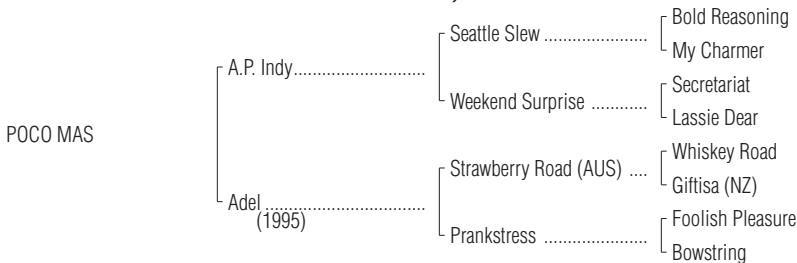 Bold Reasoning
Seattle Slew ......................
My Charmer
A.P. Indy............................
Secretariat
Weekend Surprise ............
Lassie Dear
POCO MAS
Whiskey Road
Strawberry Road (AUS) ....
Giftisa (NZ)
Adel ..................................
(1995)
Foolish Pleasure
Prankstress ......................
Bowstring